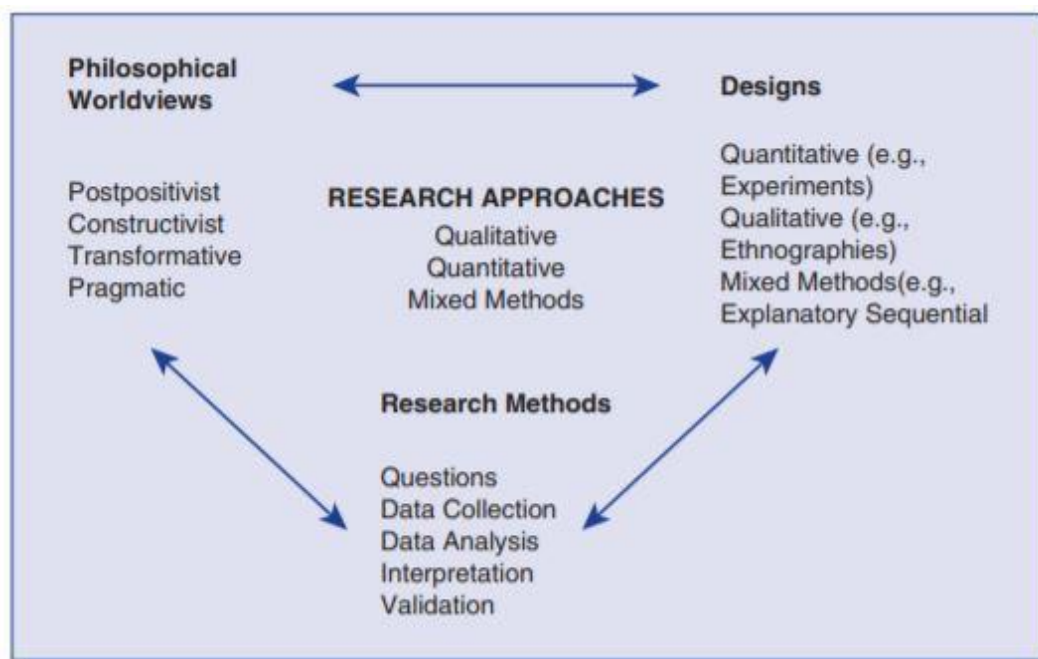 Philosophical
Worldviews
Designs
Postpositivist
Constructivist
Transformative
Pragmatic
RESEARCH APPROACHES
Qualitative
Quantitative
Mixed Methods
Quantitative (e.g.,
Experiments)
Qualitative (e.g.,
Ethnographies)
Mixed Methods(e.g.,
Explanatory Sequential
Research Methods
Questions
Data Collection
Data Analysis
Interpretation
Validation